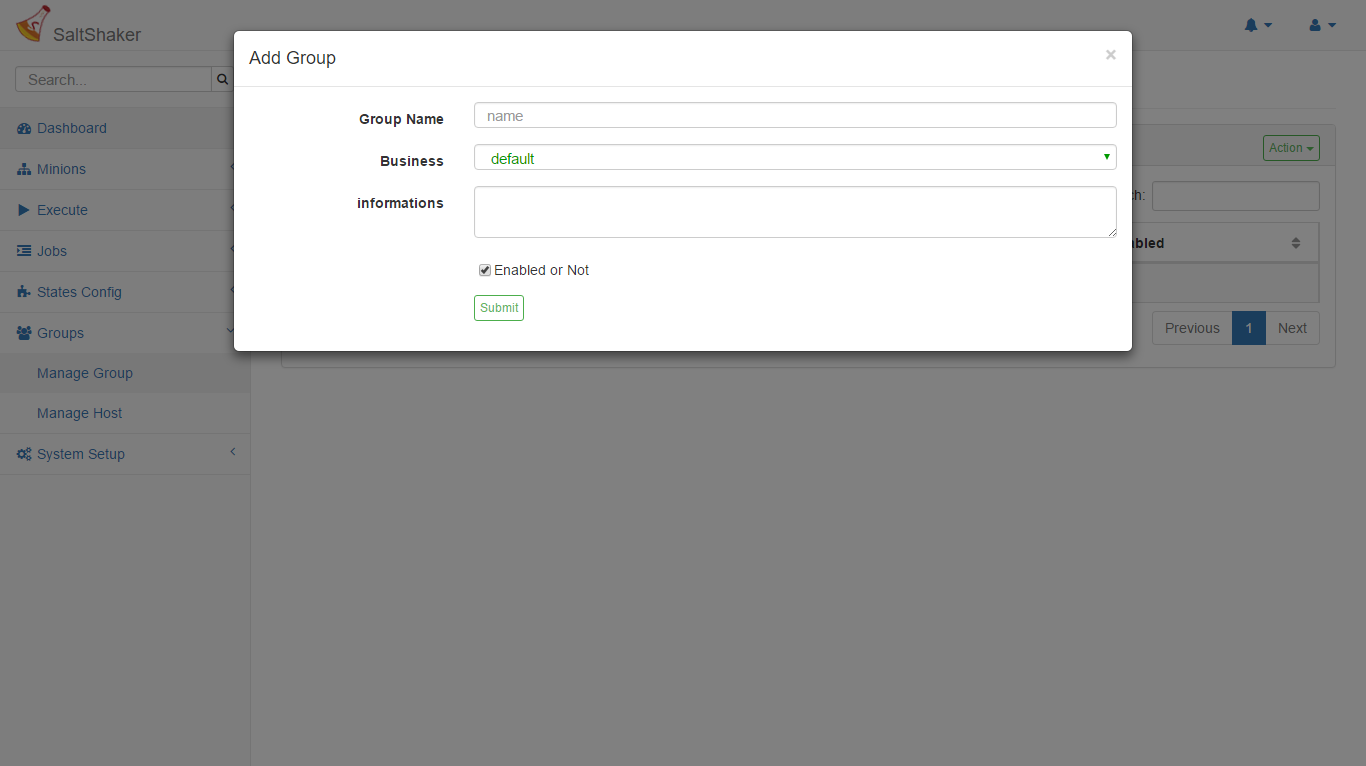 SaltShaker
Search...
Dashboard
Minions
Execute
Jobs
States Config
Groups
Manage Group
Manage Host
System Setup
Add Group
×
Group Name
name
Business
default
informations
Enabled or Not
Submit
Action
ch:
bled
Previous
1
Next